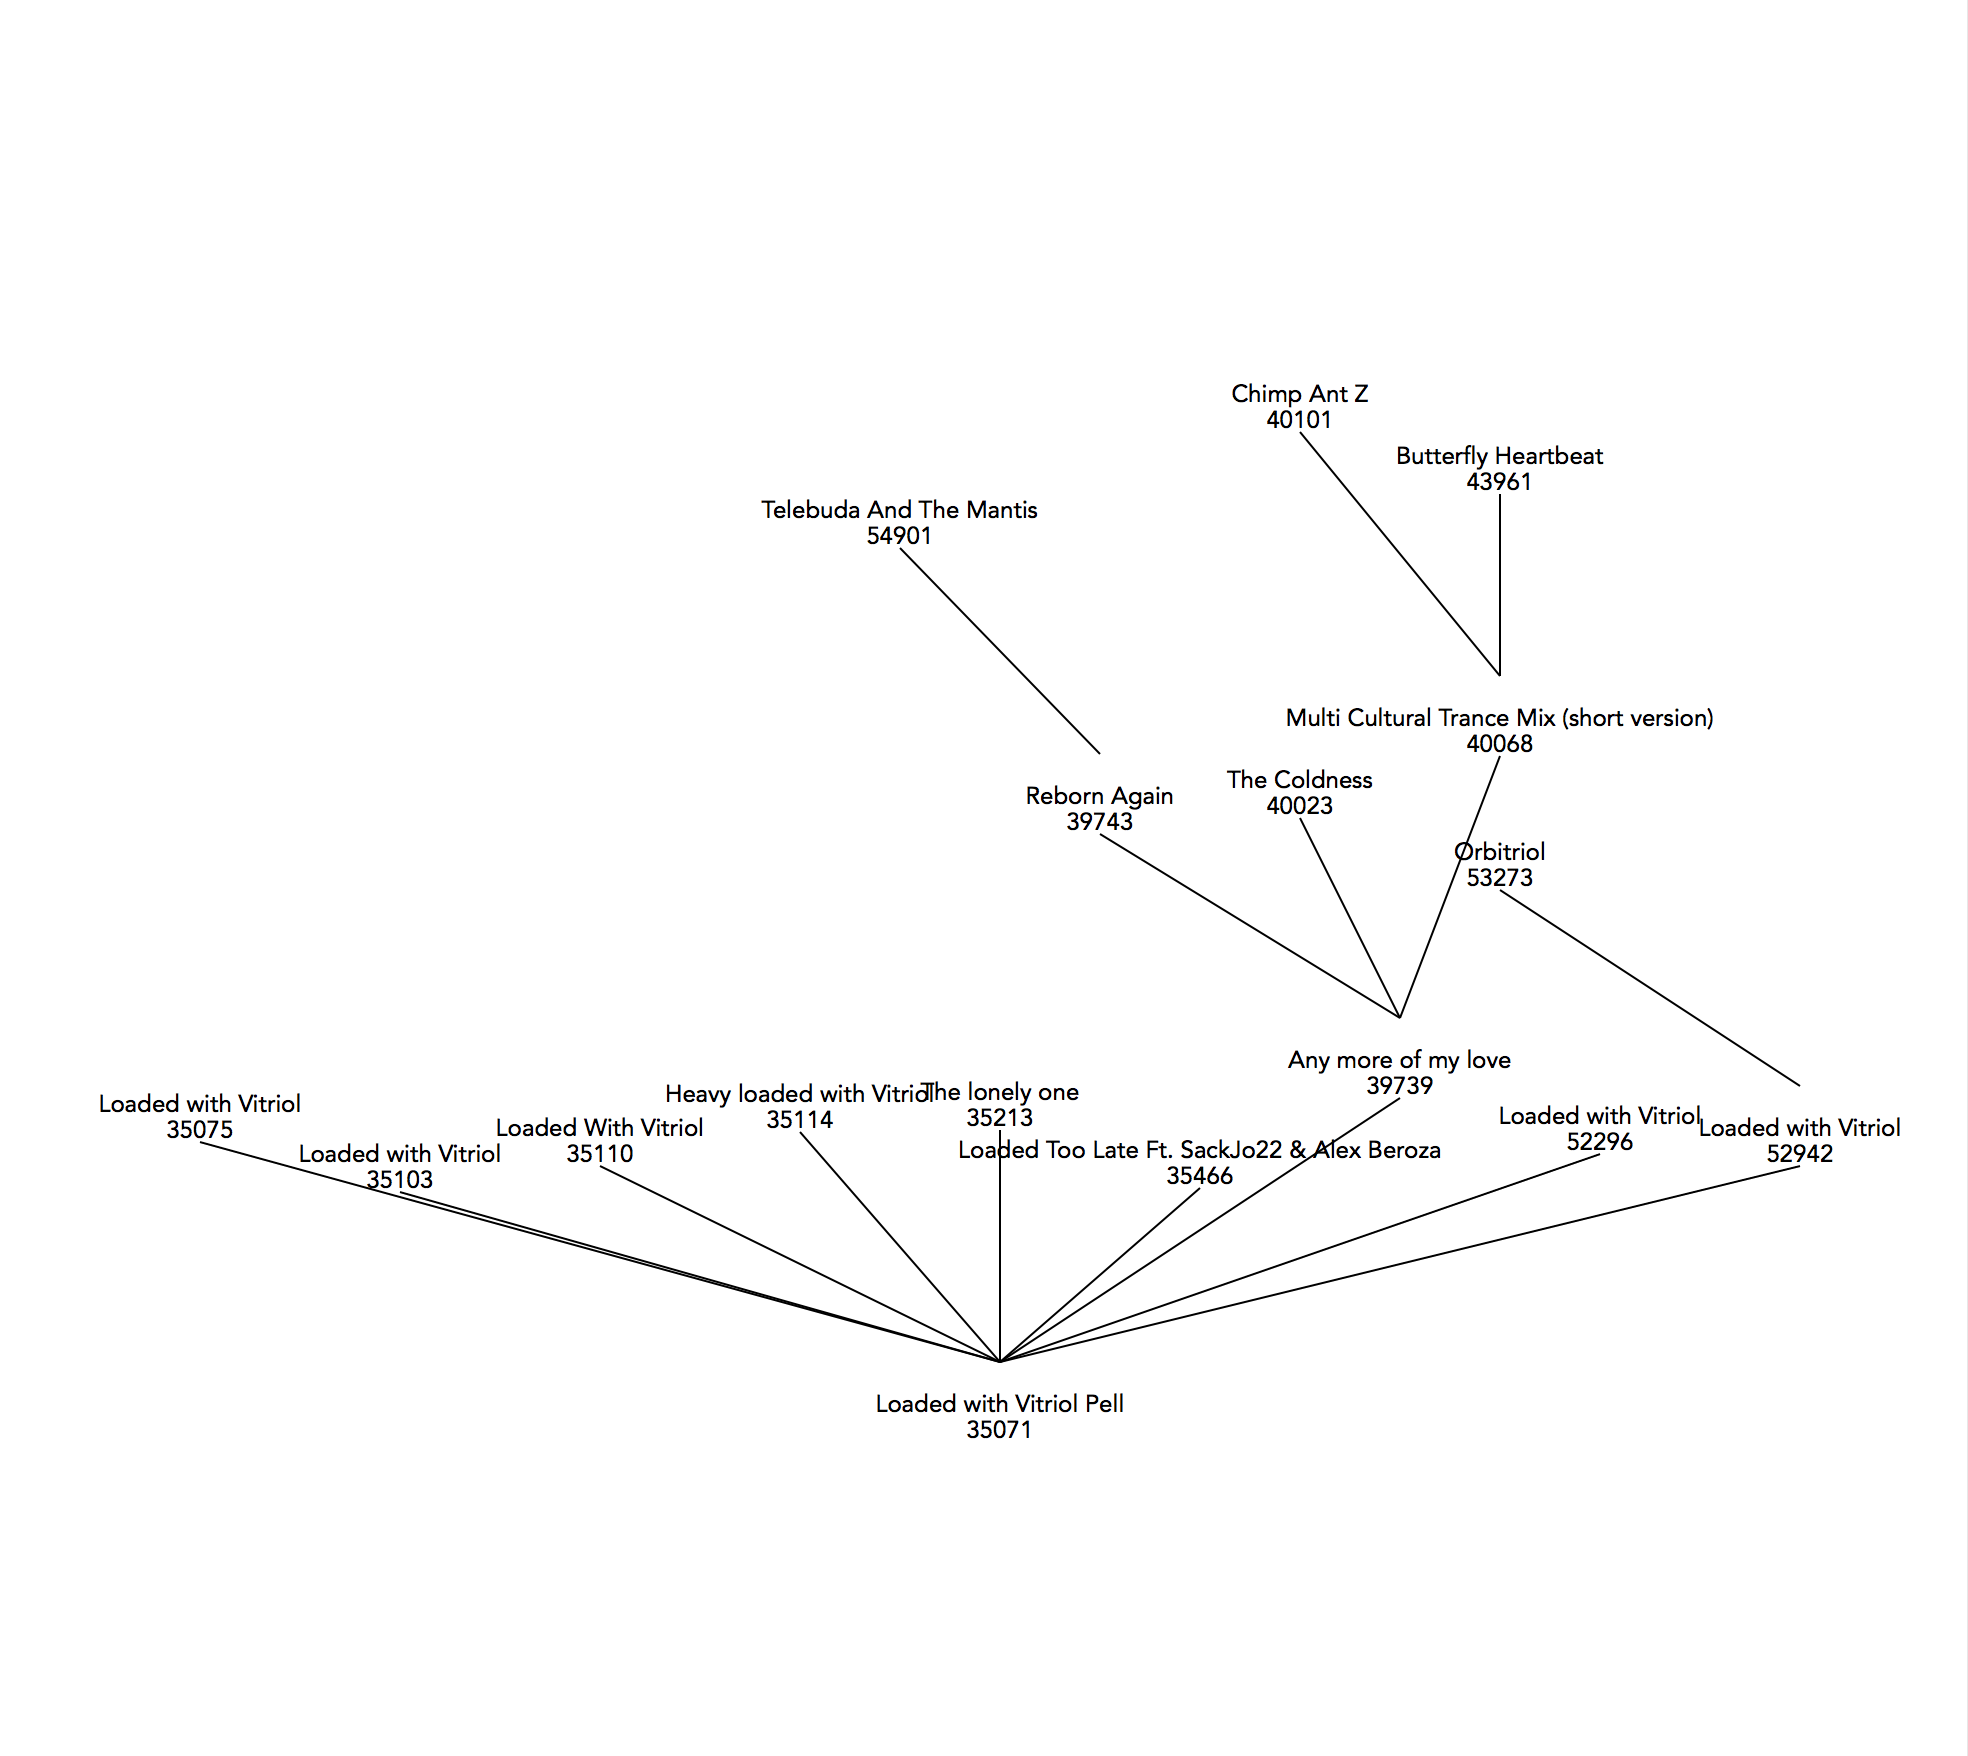 Chimp Ant Z
40101
Butterfly Heartbeat
43961
Telebuda And The Mantis
54901
Multi Cultural Trance Mix (short version)
40068
The Coldness
40023
Reborn Again
39743
Orbitriol
53273
Any more of my love
39739
Loaded with Vitriol
35075
Loaded with Vitriol
35103
Loaded With Vitriol
35110
Heavy loaded with Vitriol
35114
The lonely one
35213
Loaded Too Late Ft. SackJo22 & Alex Beroza
35466
Loaded with Vitriol
52296
Loaded with Vitriol
52942
Loaded with Vitriol Pell
35071